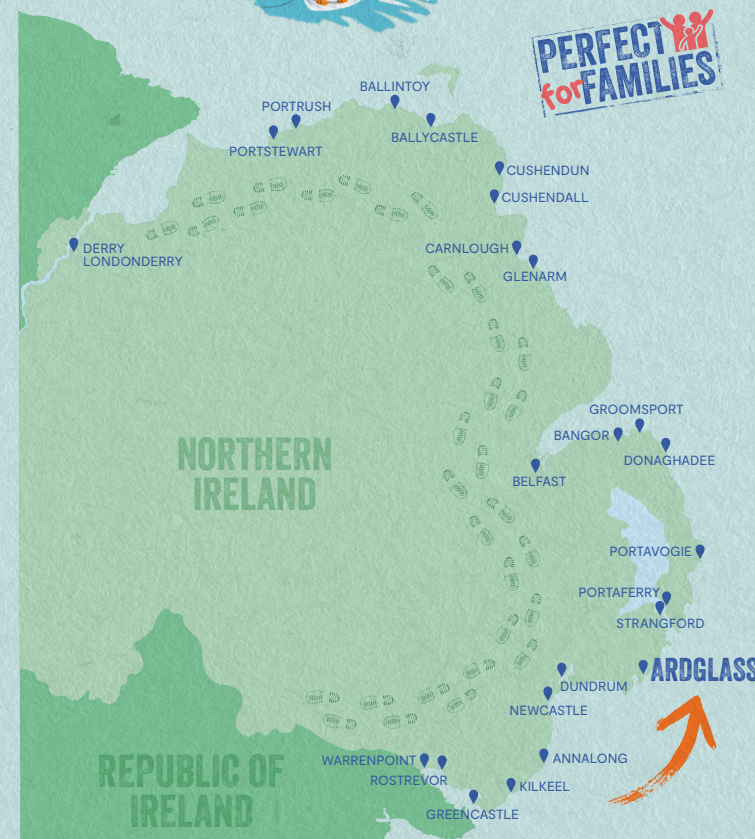 PERFECT
for FAMILIES
BALLINTOY
PORTRUSH
PORTSTEWART
BALLYCASTLE
CUSHENDUN
CUSHENDALL
DERRY
LONDONDERRY
CARNLOUGH
GLENARM
GROOMSPORT
BANGOR
DONAGHADEE
NORTHERN
IRELAND
BELFAST
PORTAVOGIE
PORTAFERRY
STRANGFORD
ARDGLASS
DUNDRUM
NEWCASTLE
WARRENPOINT
ANNALONG
ROSTREVOR
KILKEEL
REPUBLIC OF
IRELAND
GREENCASTLE